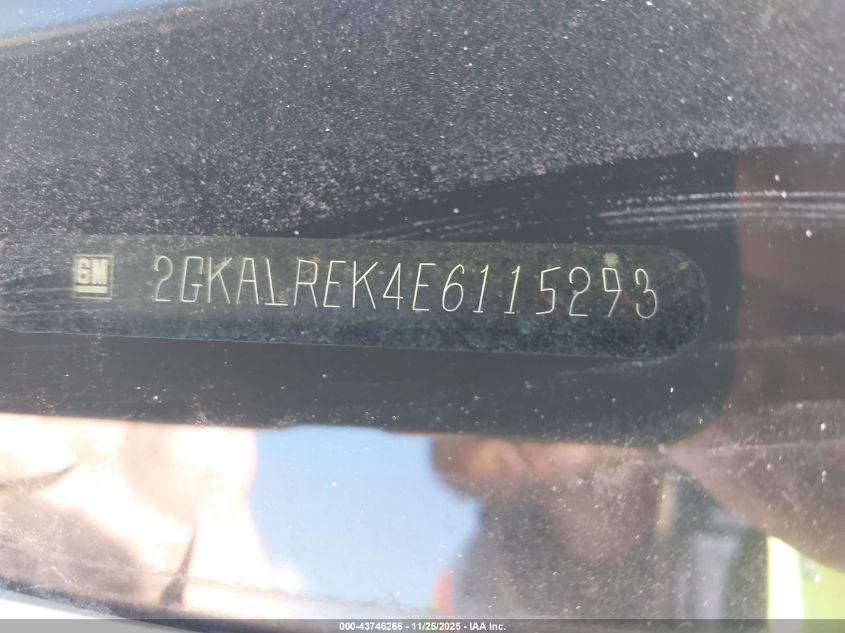 GM 2GKALREK4E6115293
000-43746266 - 11/25/2025 - IAA Inc.